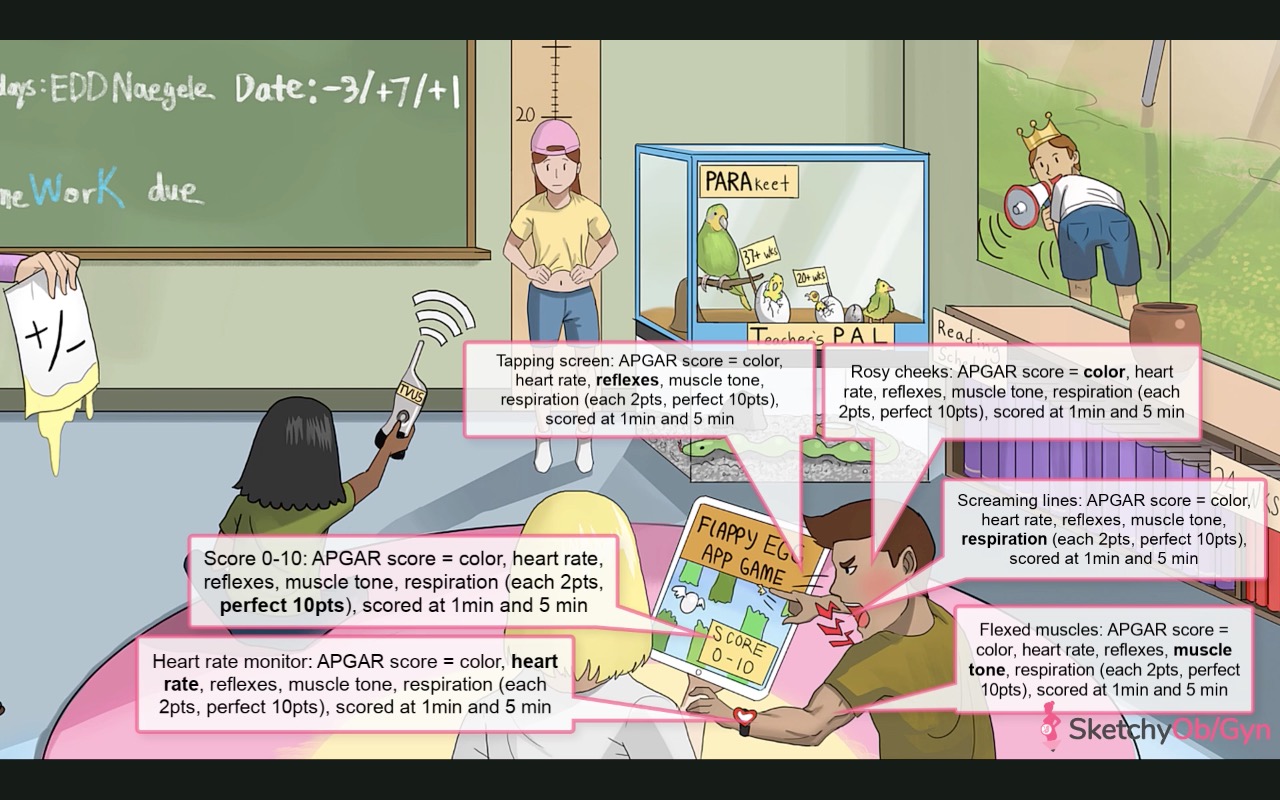 days: EDD Naegele Date: -3/+7/+1
meWorK due
+/-
20
TVUS
PARAkeet
37+ wks
20+ wks
Teacher's PAL
Reading
24
WKS
Tapping screen: APGAR score = color,
heart rate, reflexes, muscle tone,
respiration (each 2pts, perfect 10pts),
scored at 1min and 5 min
Rosy cheeks: APGAR score = color, heart
rate, reflexes, muscle tone, respiration (each
2pts, perfect 10pts), scored at 1min and 5 min
Screaming lines: APGAR score = color,
heart rate, reflexes, muscle tone,
respiration (each 2pts, perfect 10pts),
scored at 1min and 5 min
FLAPPY EGG
APP GAME
SCORE
0-10
Score 0-10: APGAR score = color, heart rate,
reflexes, muscle tone, respiration (each 2pts,
perfect 10pts), scored at 1min and 5 min
Heart rate monitor: APGAR score = color, heart
rate, reflexes, muscle tone, respiration (each
2pts, perfect 10pts), scored at 1min and 5 min
Flexed muscles: APGAR score =
color, heart rate, reflexes, muscle
tone, respiration (each 2pts, perfect
10pts), scored at 1min and 5 min
SketchyOb/Gyn